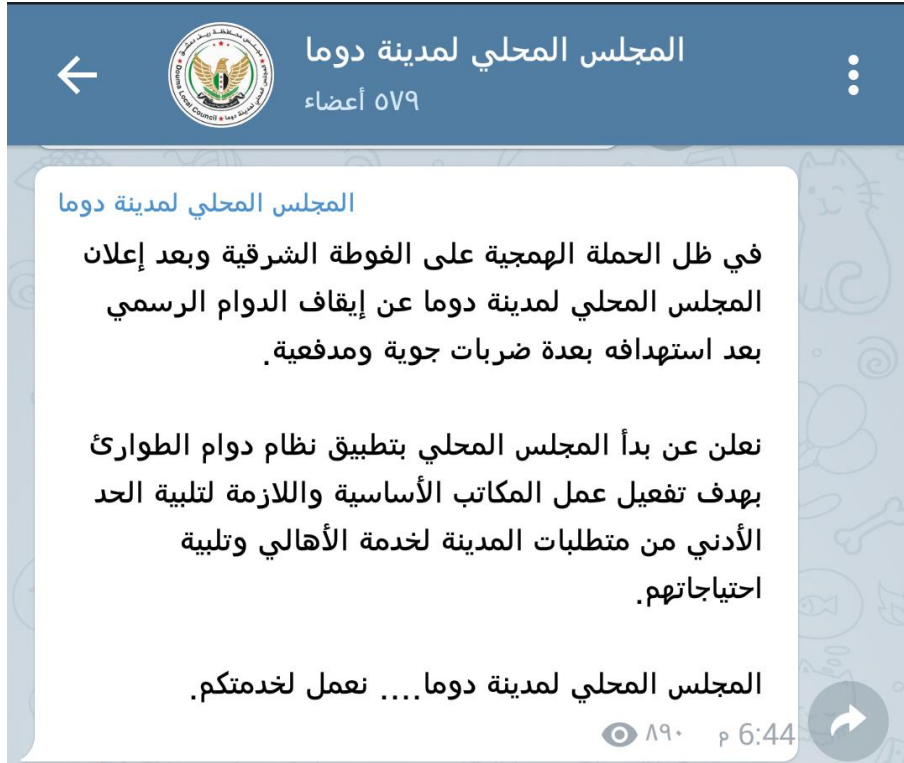 المجلس المحلي لمدينة دوما
٥٧٩ أعضاء
Douma Local Council
المجلس المحلي لمدينة دوما
في ظل الحملة الهمجية على الغوطة الشرقية وبعد إعلان
المجلس المحلي لمدينة دوما عن إيقاف الدوام الرسمي
بعد استهدافه بعدة ضربات جوية ومدفعية.
نعلن عن بدأ المجلس المحلي بتطبيق نظام دوام الطوارئ
بهدف تفعيل عمل المكاتب الأساسية واللازمة لتلبية الحد
الأدني من متطلبات المدينة لخدمة الأهالي وتلبية
احتياجاتهم.
المجلس المحلي لمدينة دوما.... نعمل لخدمتكم.
٨٩٠ 6:44 م